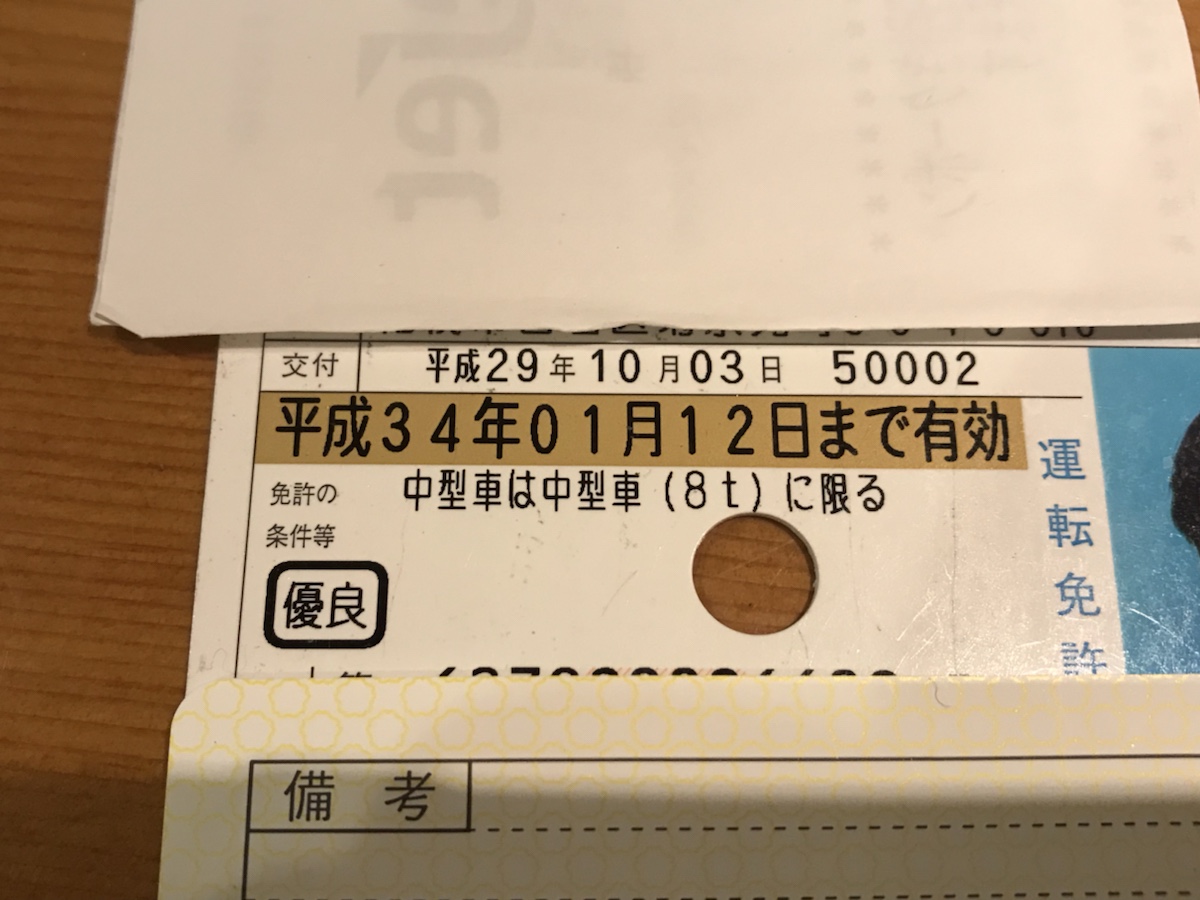 交付 平成29年10月03日 50002
平成34年01月12日まで有効
免許の
条件等
中型車は中型車(8t)に限る
優良
運転免許
備考